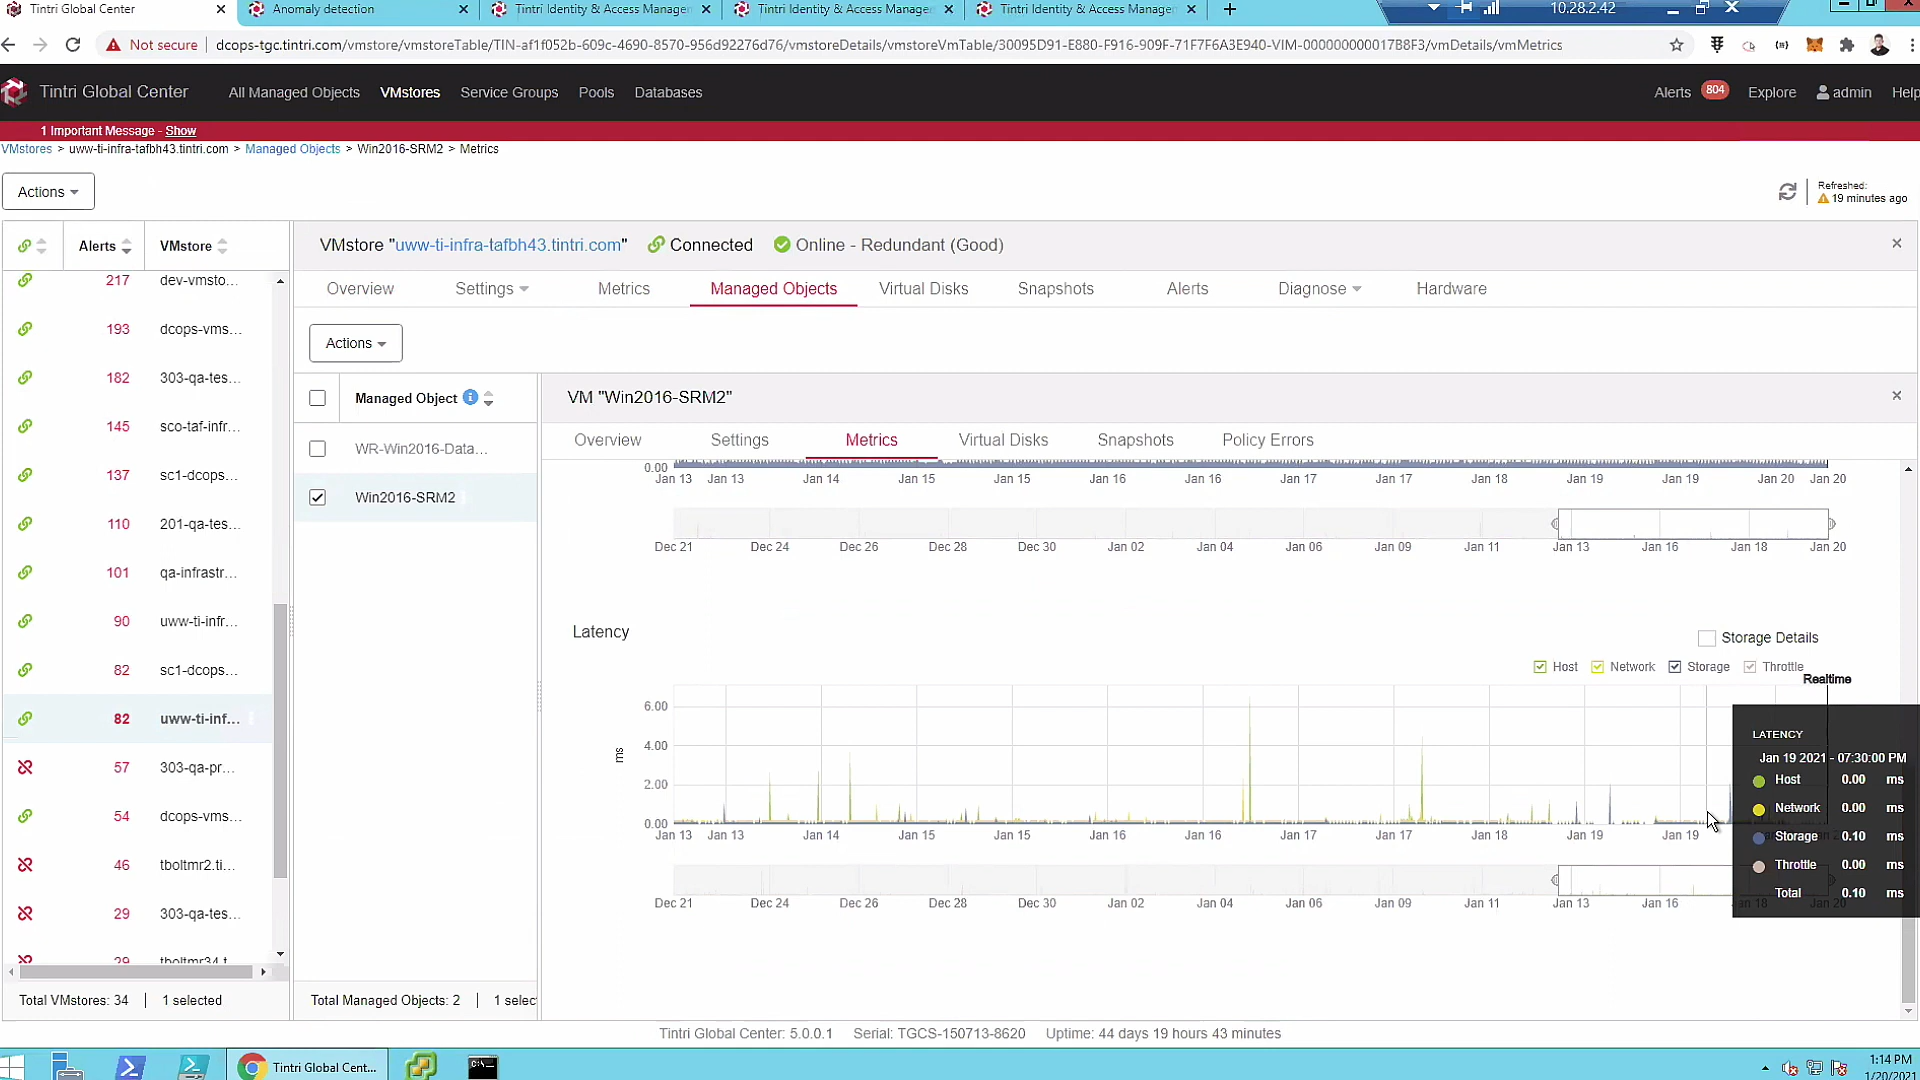 Tintri Global Center
Anomaly detection
Tintri Identity & Access Manager
Tintri Identity & Access Manager
Tintri Identity & Access Manager
10.28.2.42
Not secure
dcops-tgc.tintri.com/vmstore/vmstoreTable/TIN-af1f052b-609c-4690-8570-956d92276d76/vmstoreDetails/vmstoreVmTable/30095D91-E880-F916-909F-71F7F6A3E940-VIM-000000000017B8F3/vmDetails/vmMetrics
Tintri Global Center
All Managed Objects
VMstores
Service Groups
Pools
Databases
Alerts 804
Explore
admin
Help
1 Important Message - Show
VMstores > uww-ti-infra-tafbh43.tintri.com > Managed Objects > Win2016-SRM2 > Metrics
Actions
Refreshed:
19 minutes ago
Alerts VMstore
217 dev-vmsto...
193 dcops-vms...
182 303-qa-tes...
145 sco-taf-infr...
137 sc1-dcops...
110 201-qa-tes...
101 qa-infrastr...
90 uww-ti-infr...
82 sc1-dcops...
82 uww-ti-inf...
57 303-qa-pr...
54 dcops-vms...
46 tboltmr2.ti...
29 303-qa-tes...
29 tboltmr34.t
Total VMstores: 34 | 1 selected
VMstore "uww-ti-infra-tafbh43.tintri.com" Connected Online - Redundant (Good)
Overview Settings Metrics Managed Objects Virtual Disks Snapshots Alerts Diagnose Hardware
Actions
Managed Object
WR-Win2016-Data...
Win2016-SRM2
Total Managed Objects: 2 | 1 selec
VM "Win2016-SRM2"
Overview Settings Metrics Virtual Disks Snapshots Policy Errors
0.00
Jan 13 Jan 13 Jan 14 Jan 15 Jan 15 Jan 16 Jan 16 Jan 17 Jan 17 Jan 18 Jan 19 Jan 19 Jan 20 Jan 20
Dec 21 Dec 24 Dec 26 Dec 28 Dec 30 Jan 02 Jan 04 Jan 06 Jan 09 Jan 11 Jan 13 Jan 16 Jan 18 Jan 20
Latency
Storage Details
Host Network Storage Throttle
Realtime
6.00
4.00
2.00
0.00
ms
Jan 13 Jan 13 Jan 14 Jan 15 Jan 15 Jan 16 Jan 16 Jan 17 Jan 17 Jan 18 Jan 19 Jan 19
Dec 21 Dec 24 Dec 26 Dec 28 Dec 30 Jan 02 Jan 04 Jan 06 Jan 09 Jan 11 Jan 13 Jan 16 Jan 18 Jan 20
LATENCY
Jan 19 2021 - 07:30:00 PM
Host 0.00 ms
Network 0.00 ms
Storage 0.10 ms
Throttle 0.00 ms
Total 0.10 ms
Tintri Global Center: 5.0.0.1 Serial: TGCS-150713-8620 Uptime: 44 days 19 hours 43 minutes
Tintri Global Cent...
1:14 PM
1/20/2021